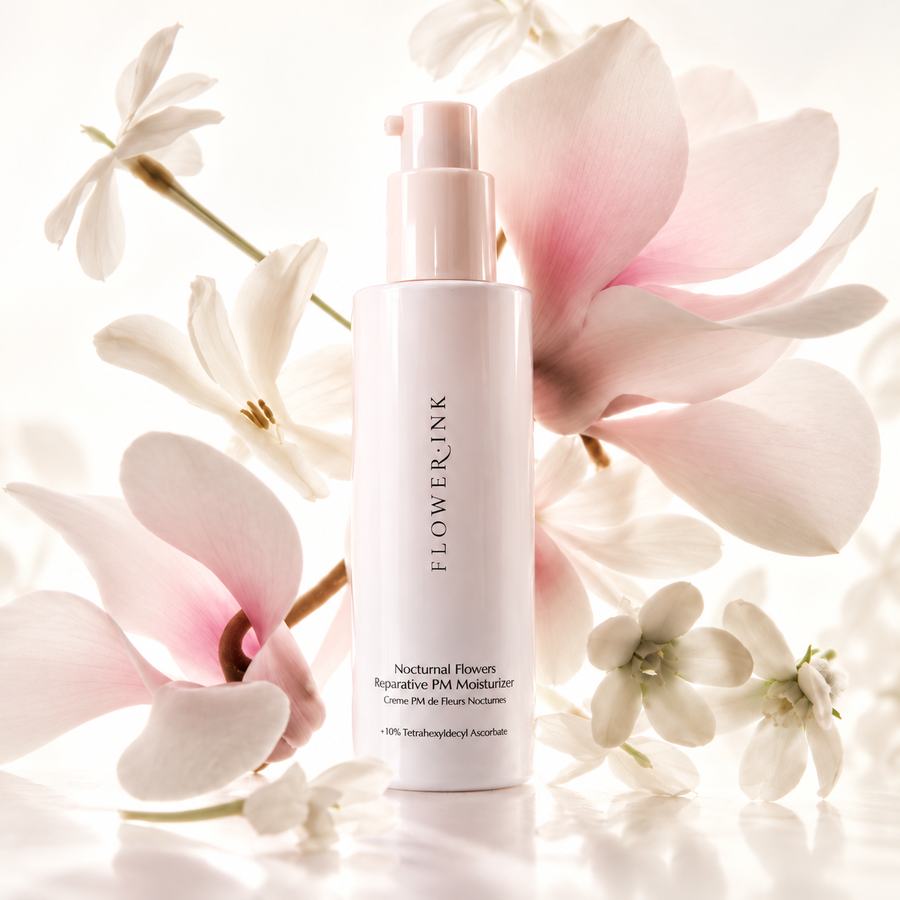 FLOWER·INK
Nocturnal Flowers
Reparative PM Moisturizer
Creme PM de Fleurs Nocturnes
+10% Tetrahexyldecyl Ascorbate